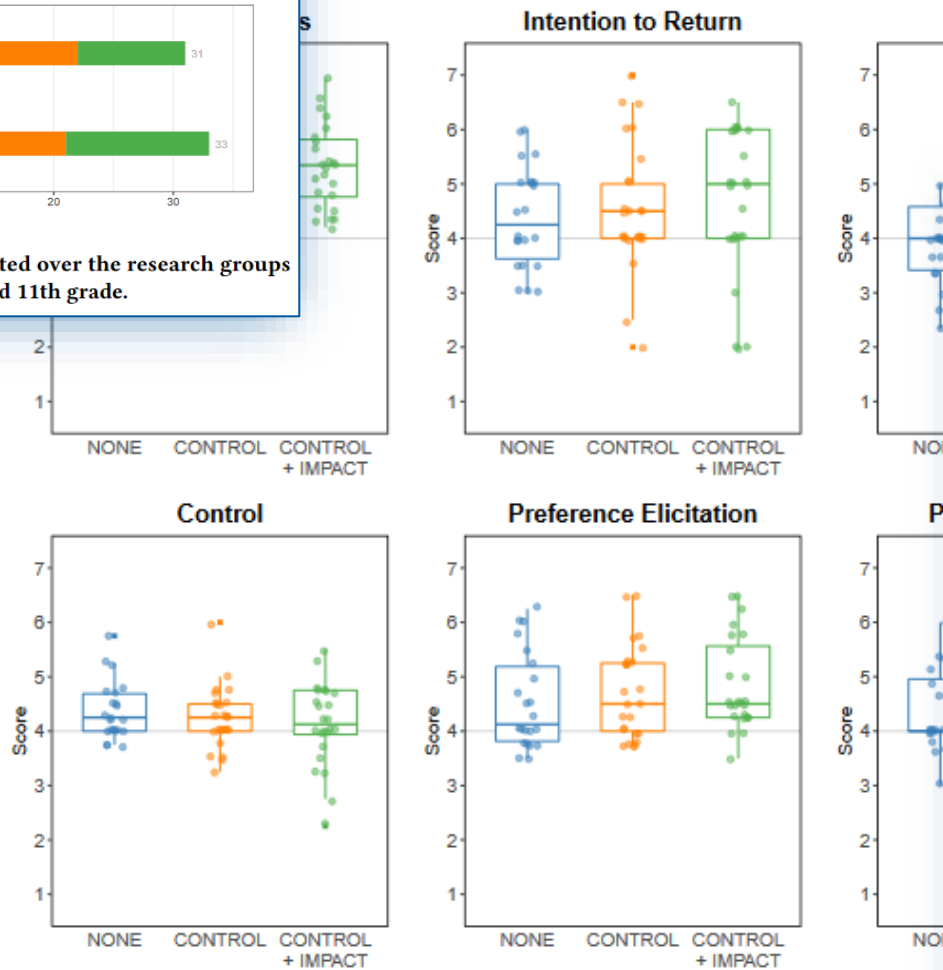 s
31
33
20
30
ted over the research groups
d 11th grade.
2
1
NONE
CONTROL
CONTROL
+ IMPACT
Intention to Return
Score
7
6
5
4
3
2
1
NONE
CONTROL
CONTROL
+ IMPACT
Score
7
6
5
4
3
2
1
NO
Control
Score
7
6
5
4
3
2
1
NONE
CONTROL
CONTROL
+ IMPACT
Preference Elicitation
Score
7
6
5
4
3
2
1
NONE
CONTROL
CONTROL
+ IMPACT
P
Score
7
6
5
4
3
2
1
NO